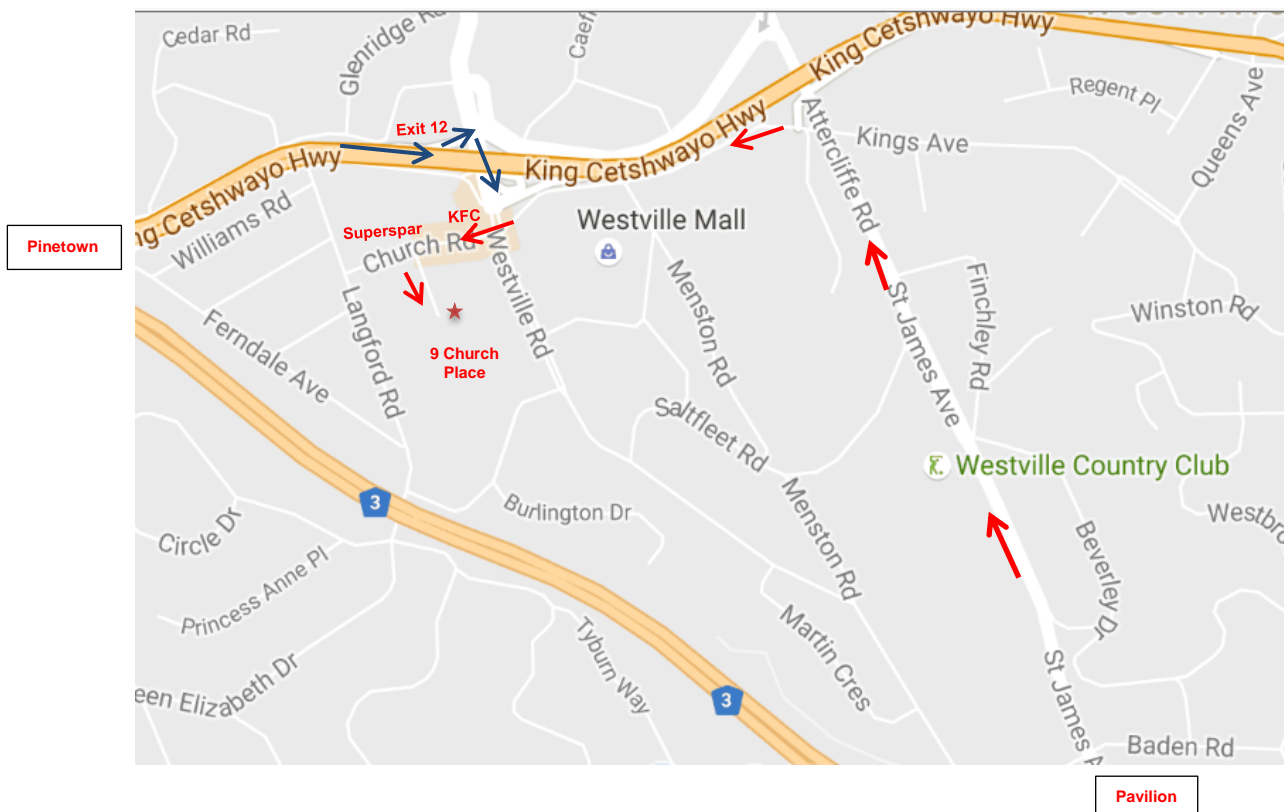 Cedar Rd
Glenridge Rd
Caef
King Cetshwayo Hwy
Regent Pl
Queens Ave
Exit 12
King Cetshwayo Hwy
Attercliffe Rd
Kings Ave
ng Cetshwayo Hwy
Williams Rd
Superspar
KFC
Church Rd
Westville Mall
Pinetown
Langford Rd
Westville Rd
Menston Rd
St James Ave
Finchley Rd
Winston Rd
Ferndale Ave
9 Church
Place
Saltfleet Rd
Westville Country Club
3
Burlington Dr
Menston Rd
Westbro
Circle Dr
Princess Anne Pl
Beverley Dr
Martin Cres
Tyburn Way
een Elizabeth Dr
3
St James A
Baden Rd
Pavilion